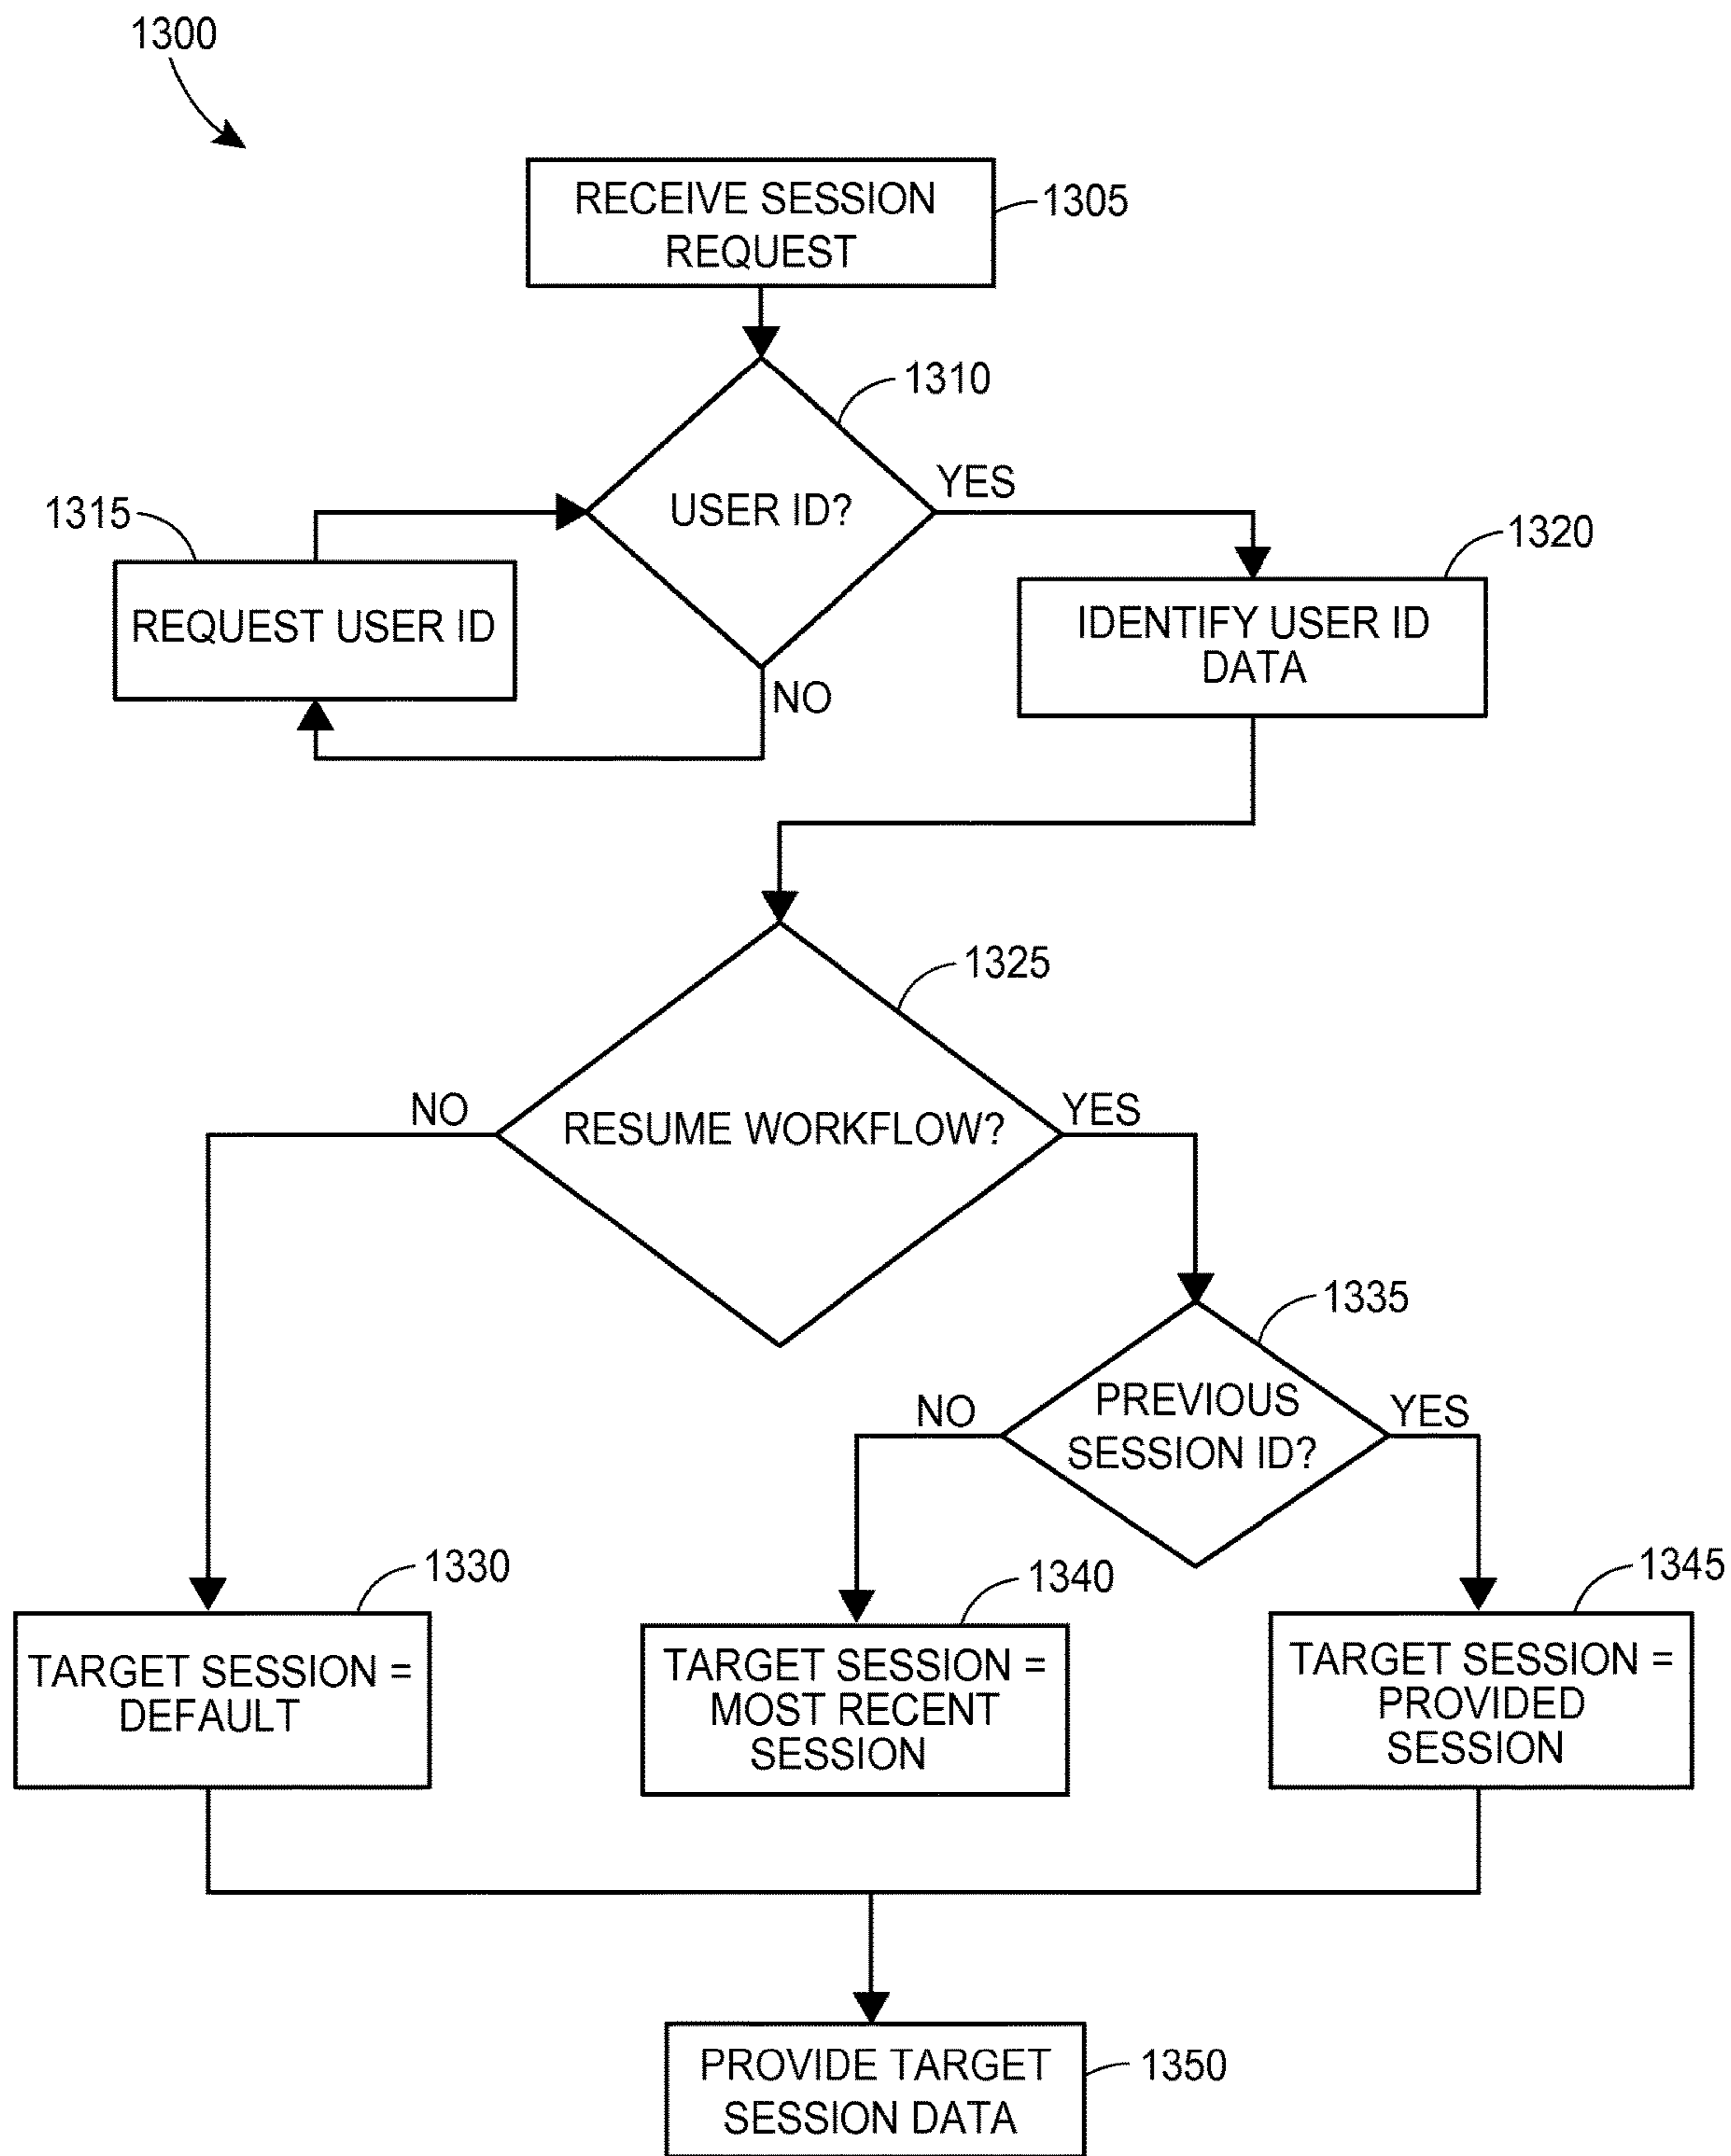 1300
RECEIVE SESSION
REQUEST
1305
1310
USER ID?
YES
NO
1315
REQUEST USER ID
1320
IDENTIFY USER ID
DATA
1325
RESUME WORKFLOW?
NO
YES
1335
PREVIOUS
SESSION ID?
NO
YES
1330
TARGET SESSION =
DEFAULT
1340
TARGET SESSION =
MOST RECENT
SESSION
1345
TARGET SESSION =
PROVIDED
SESSION
PROVIDE TARGET
SESSION DATA
1350